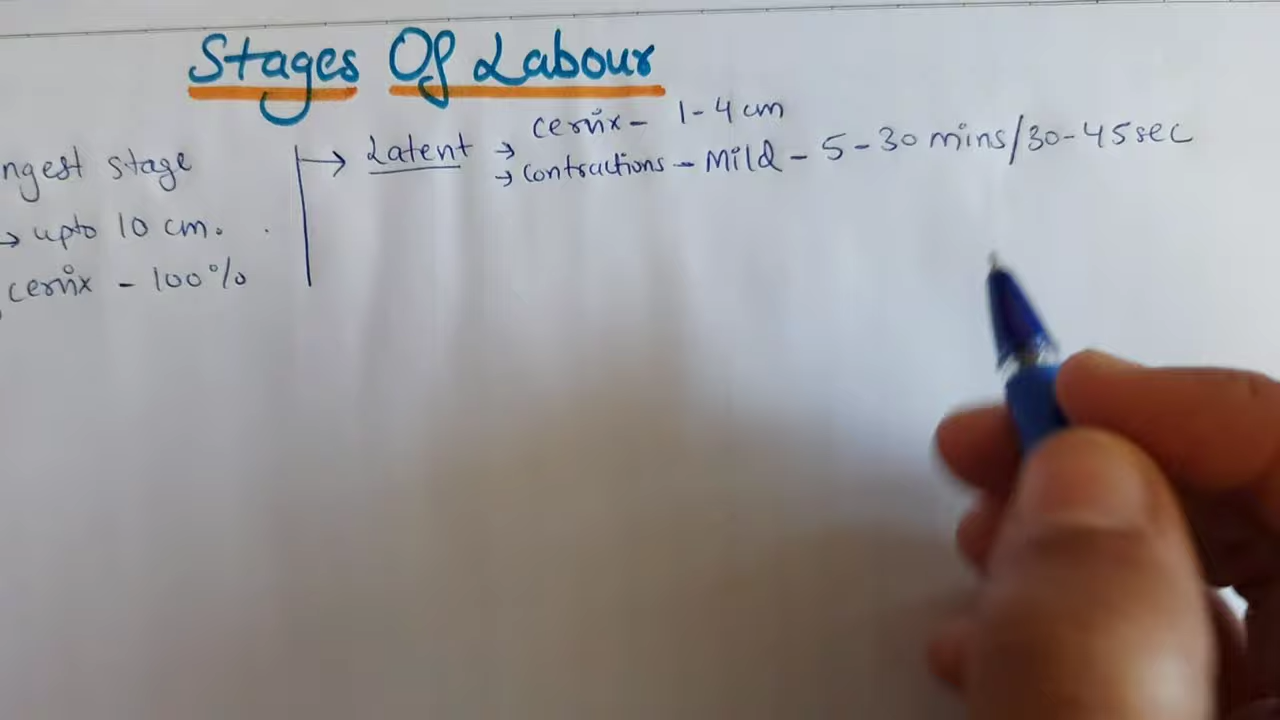 Stages Of Labour
ngest stage
→ upto 10 cm.
cervix - 100%
→ Latent → cervix - 1-4 cm
→ contractions - Mild - 5-30 mins/30-45 sec